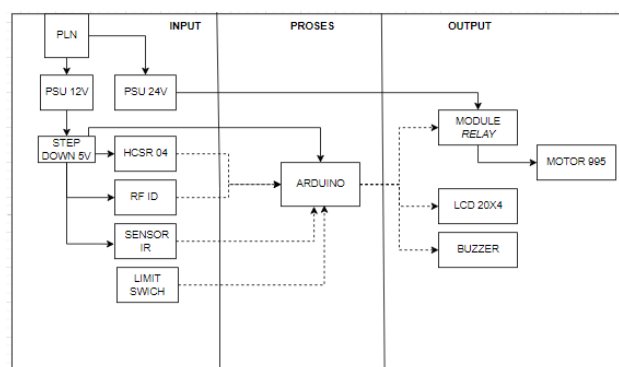 INPUT
PROSES
OUTPUT
PLN
PSU 12V
PSU 24V
STEP
DOWN 5V
HCSR 04
RF ID
SENSOR
IR
LIMIT
SWICH
ARDUINO
MODULE
RELAY
MOTOR 995
LCD 20X4
BUZZER